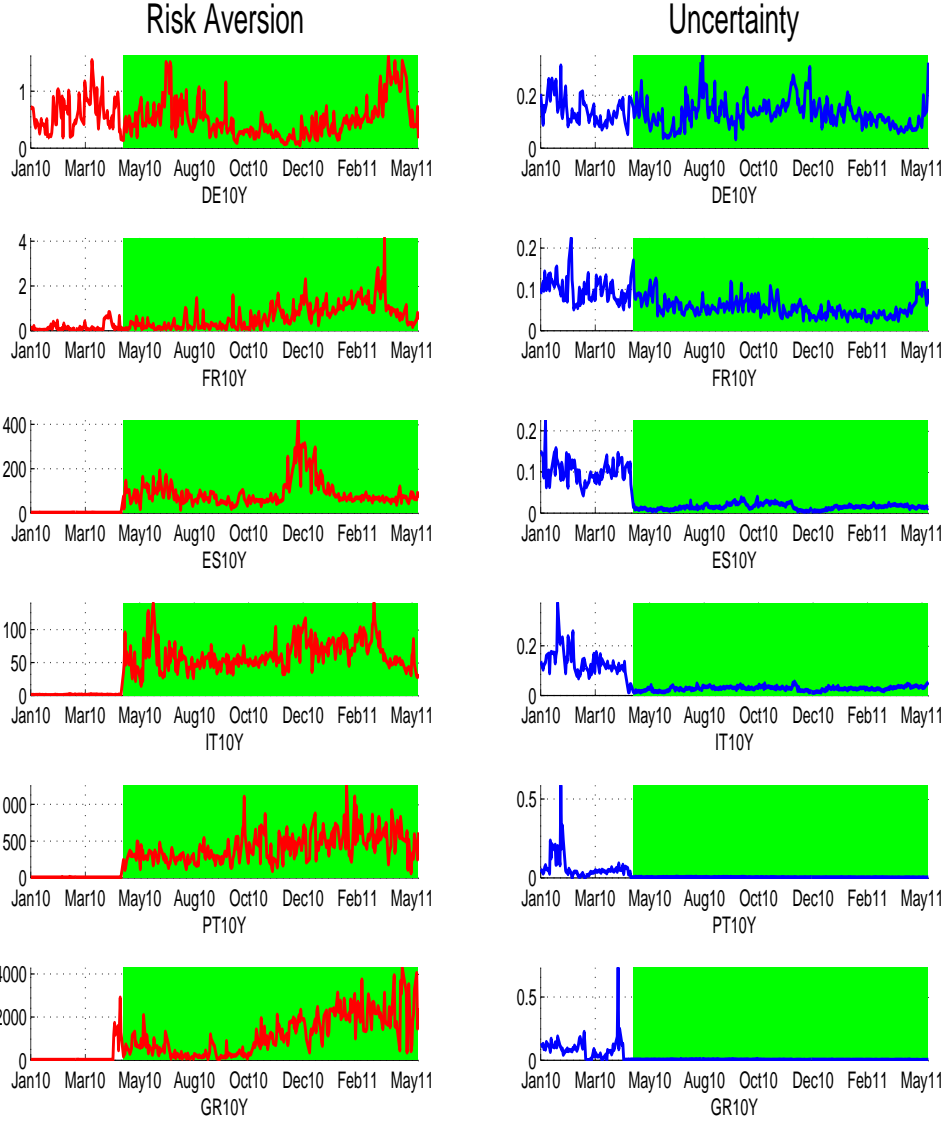 Risk Aversion Uncertainty
1
0
Jan10 Mar10 May10 Aug10 Oct10 Dec10 Feb11 May11
DE10Y
0.2
0
Jan10 Mar10 May10 Aug10 Oct10 Dec10 Feb11 May11
DE10Y
4
2
0
Jan10 Mar10 May10 Aug10 Oct10 Dec10 Feb11 May11
FR10Y
0.2
0.1
0
Jan10 Mar10 May10 Aug10 Oct10 Dec10 Feb11 May11
FR10Y
400
200
0
Jan10 Mar10 May10 Aug10 Oct10 Dec10 Feb11 May11
ES10Y
0.2
0.1
0
Jan10 Mar10 May10 Aug10 Oct10 Dec10 Feb11 May11
ES10Y
100
50
0
Jan10 Mar10 May10 Aug10 Oct10 Dec10 Feb11 May11
IT10Y
0.2
0
Jan10 Mar10 May10 Aug10 Oct10 Dec10 Feb11 May11
IT10Y
000
500
0
Jan10 Mar10 May10 Aug10 Oct10 Dec10 Feb11 May11
PT10Y
0.5
0
Jan10 Mar10 May10 Aug10 Oct10 Dec10 Feb11 May11
PT10Y
4000
2000
0
Jan10 Mar10 May10 Aug10 Oct10 Dec10 Feb11 May11
GR10Y
0.5
0
Jan10 Mar10 May10 Aug10 Oct10 Dec10 Feb11 May11
GR10Y